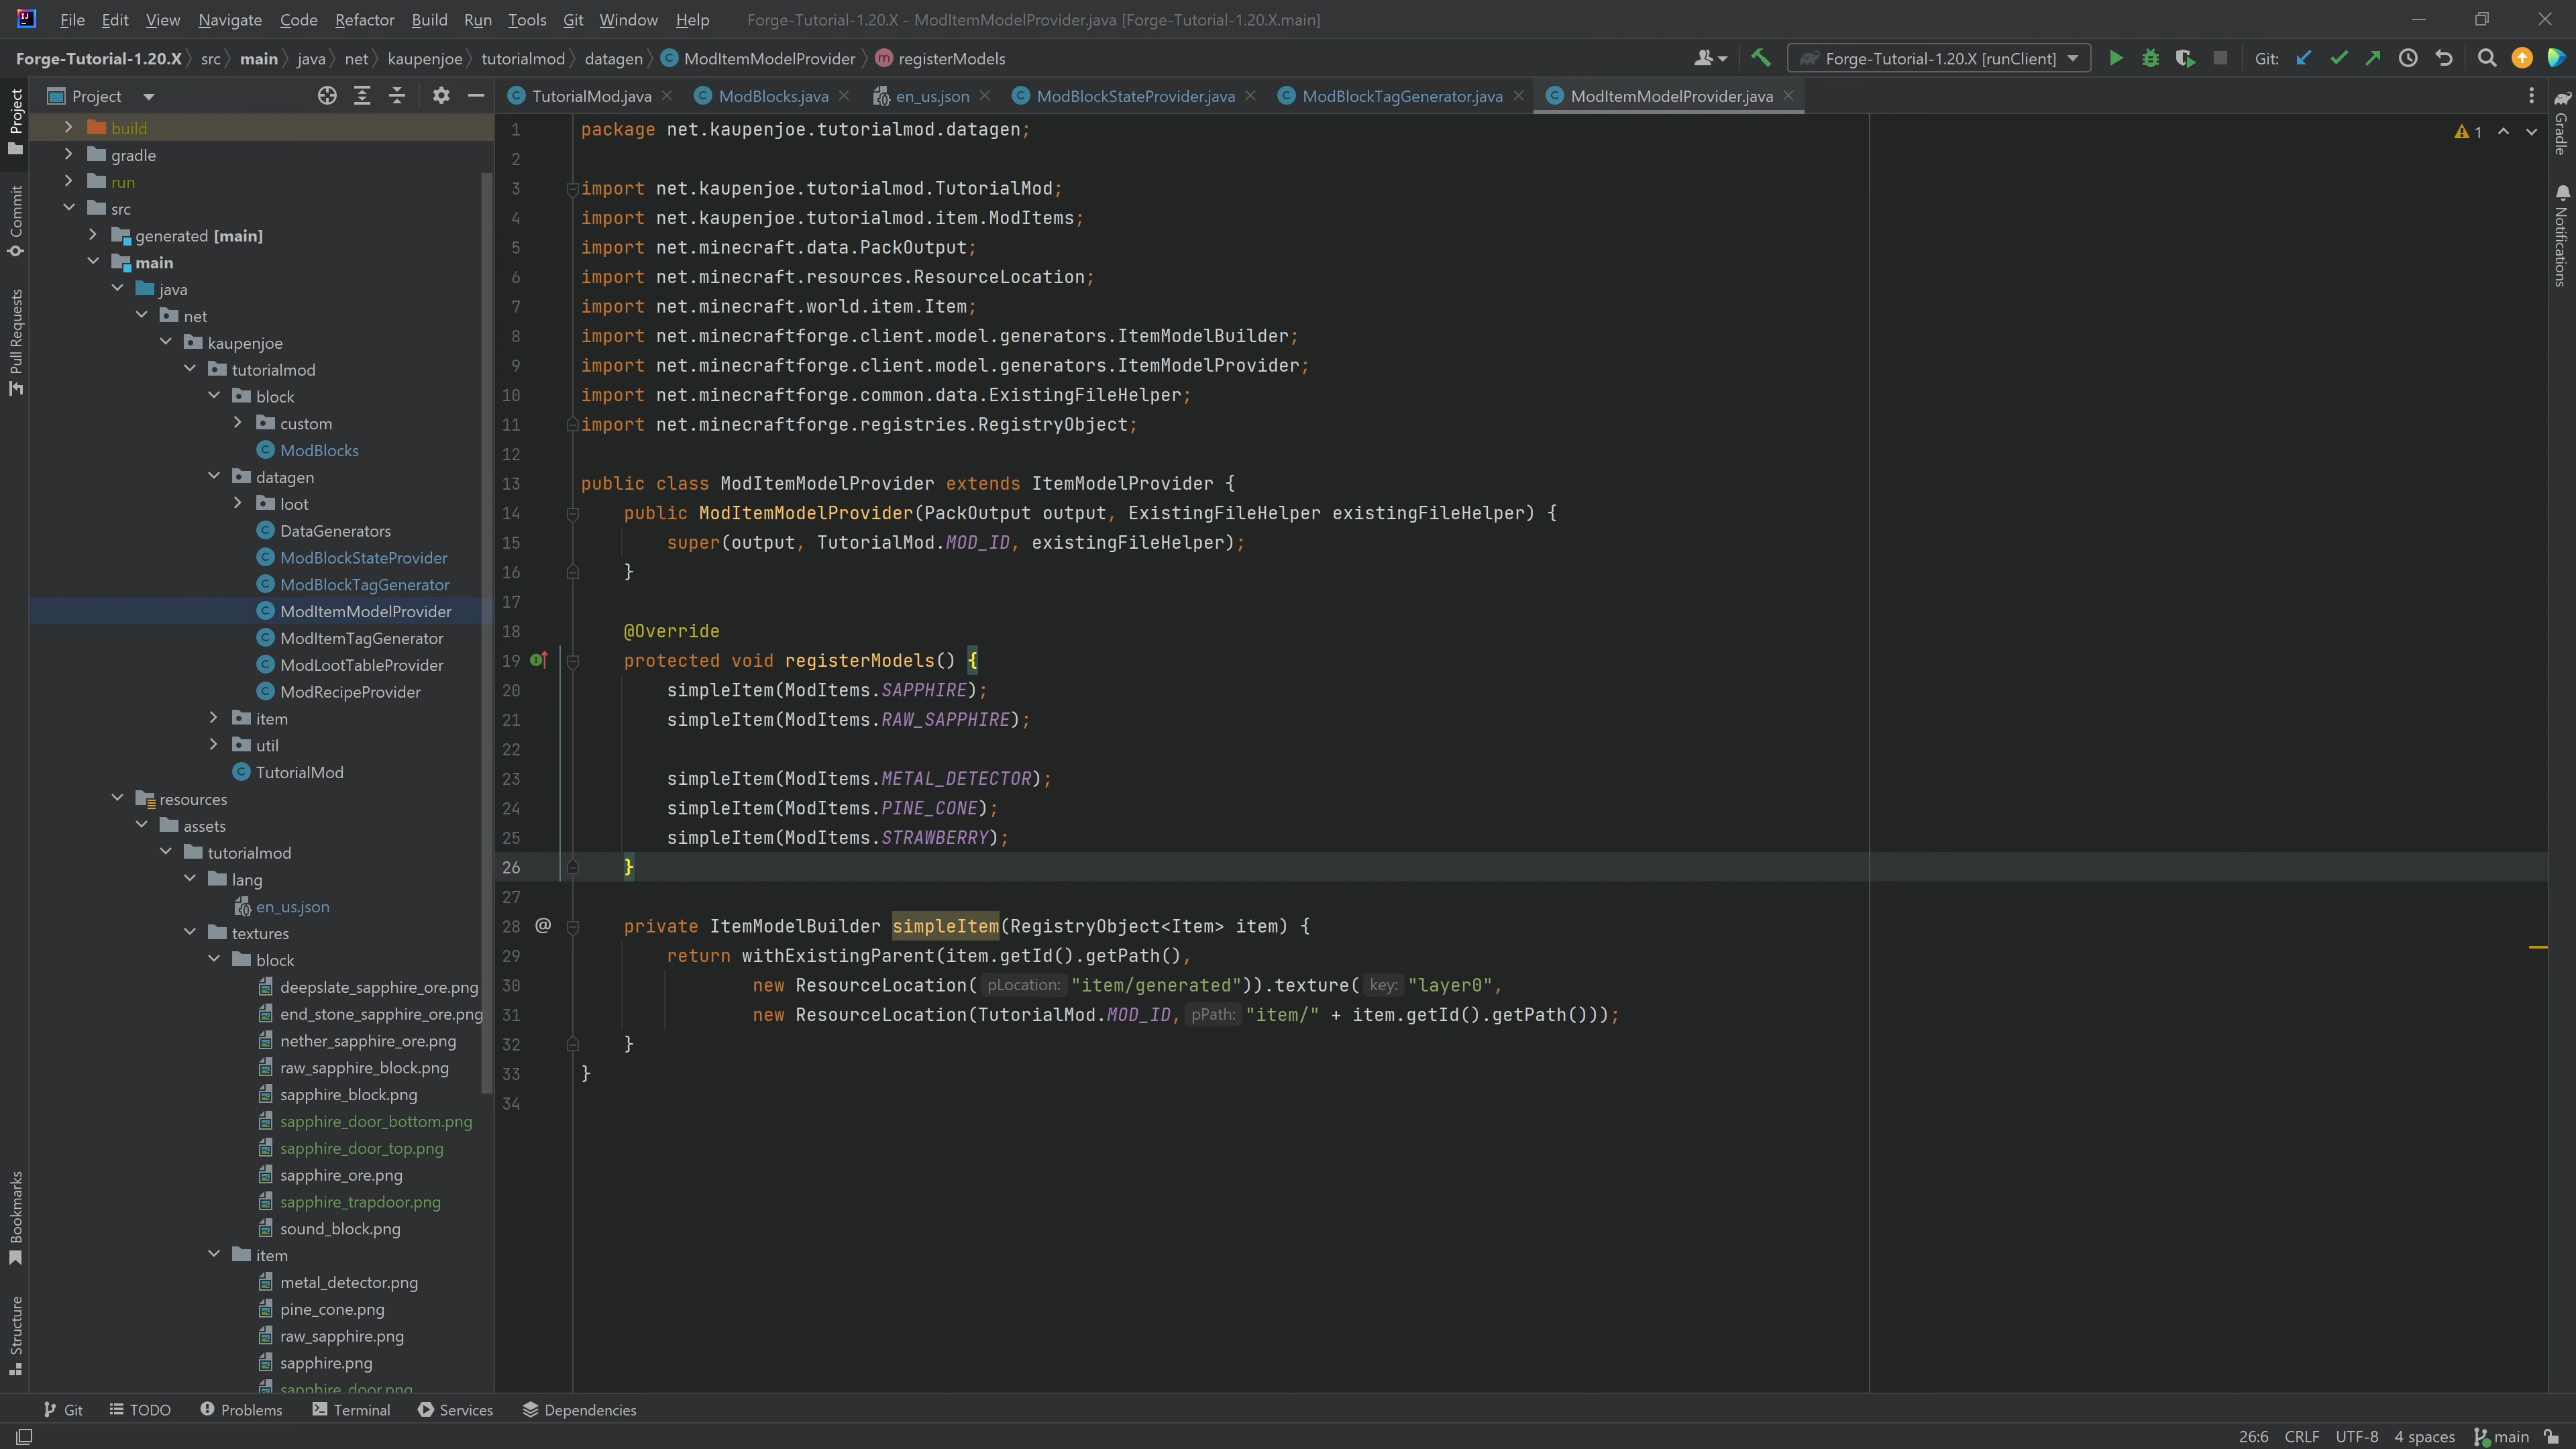 File Edit View Navigate Code Refactor Build Run Tools Git Window Help Forge-Tutorial-1.20.X - ModItemModelProvider.java [Forge-Tutorial-1.20.X.main]
Forge-Tutorial-1.20.X src main java net kaupenjoe tutorialmod datagen ModItemModelProvider registerModels Forge-Tutorial-1.20.X [runClient] Git:
Project
TutorialMod.java ModBlocks.java en_us.json ModBlockStateProvider.java ModBlockTagGenerator.java ModItemModelProvider.java
Project
Commit
Pull Requests
Bookmarks
Structure
build
gradle
run
src
generated [main]
main
java
net
kaupenjoe
tutorialmod
block
custom
ModBlocks
datagen
loot
DataGenerators
ModBlockStateProvider
ModBlockTagGenerator
ModItemModelProvider
ModItemTagGenerator
ModLootTableProvider
ModRecipeProvider
item
util
TutorialMod
resources
assets
tutorialmod
lang
en_us.json
textures
block
deepslate_sapphire_ore.png
end_stone_sapphire_ore.png
nether_sapphire_ore.png
raw_sapphire_block.png
sapphire_block.png
sapphire_door_bottom.png
sapphire_door_top.png
sapphire_ore.png
sapphire_trapdoor.png
sound_block.png
item
metal_detector.png
pine_cone.png
raw_sapphire.png
sapphire.png
sapphire_door.png
1 package net.kaupenjoe.tutorialmod.datagen;
2
3 import net.kaupenjoe.tutorialmod.TutorialMod;
4 import net.kaupenjoe.tutorialmod.item.ModItems;
5 import net.minecraft.data.PackOutput;
6 import net.minecraft.resources.ResourceLocation;
7 import net.minecraft.world.item.Item;
8 import net.minecraftforge.client.model.generators.ItemModelBuilder;
9 import net.minecraftforge.client.model.generators.ItemModelProvider;
10 import net.minecraftforge.common.data.ExistingFileHelper;
11 import net.minecraftforge.registries.RegistryObject;
12
13 public class ModItemModelProvider extends ItemModelProvider {
14 public ModItemModelProvider(PackOutput output, ExistingFileHelper existingFileHelper) {
15 super(output, TutorialMod.MOD_ID, existingFileHelper);
16 }
17
18 @Override
19 protected void registerModels() {
20 simpleItem(ModItems.SAPPHIRE);
21 simpleItem(ModItems.RAW_SAPPHIRE);
22
23 simpleItem(ModItems.METAL_DETECTOR);
24 simpleItem(ModItems.PINE_CONE);
25 simpleItem(ModItems.STRAWBERRY);
26 }
27
28 @ private ItemModelBuilder simpleItem(RegistryObject<Item> item) {
29 return withExistingParent(item.getId().getPath(),
30 new ResourceLocation( pLocation: "item/generated")).texture( key: "layer0",
31 new ResourceLocation(TutorialMod.MOD_ID, pPath: "item/" + item.getId().getPath()));
32 }
33 }
34
1
Gradle
Notifications
Git TODO Problems Terminal Services Dependencies
26:6 CRLF UTF-8 4 spaces main